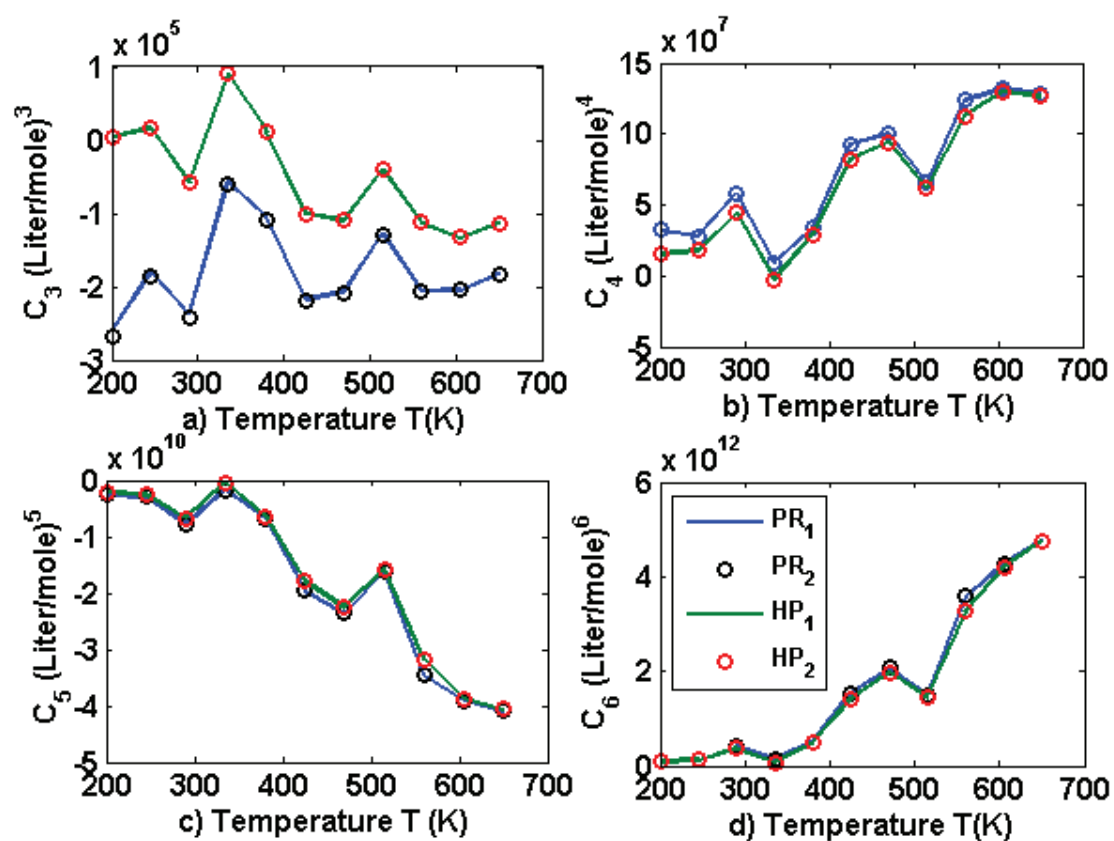 x 10^5
1
0
-1
-2
-3
C_3 (Liter/mole)^3
200 300 400 500 600 700
a) Temperature T(K)
x 10^7
15
10
5
0
-5
C_4 (Liter/mole)^4
200 300 400 500 600 700
b) Temperature T (K)
x 10^10
0
-1
-2
-3
-4
-5
C_5 (Liter/mole)^5
200 300 400 500 600 700
c) Temperature T (K)
x 10^12
6
4
2
0
C_6 (Liter/mole)^6
PR_1
PR_2
HP_1
HP_2
200 300 400 500 600 700
d) Temperature T(K)